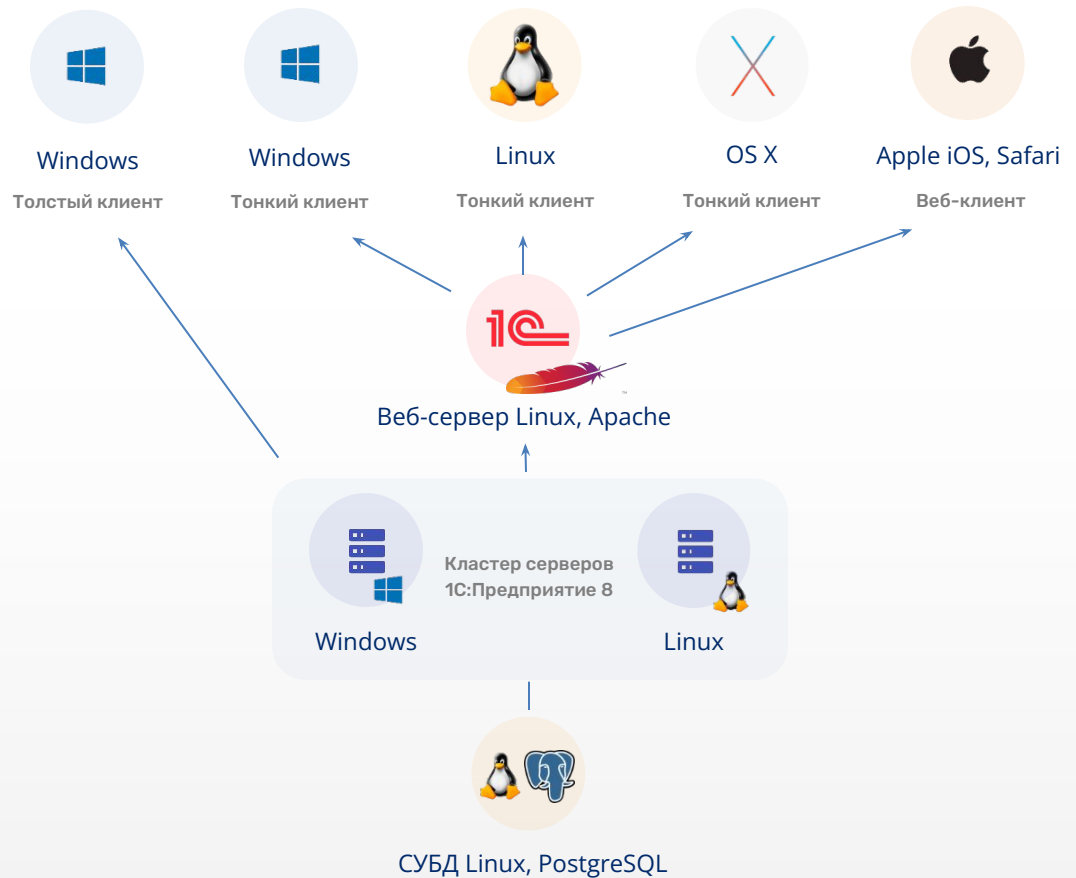 Windows
Толстый клиент
Windows
Тонкий клиент
Linux
Тонкий клиент
OS X
Тонкий клиент
Apple iOS, Safari
Веб-клиент
1С
Веб-сервер Linux, Apache
Кластер серверов
1С:Предприятие 8
Windows
Linux
СУБД Linux, PostgreSQL